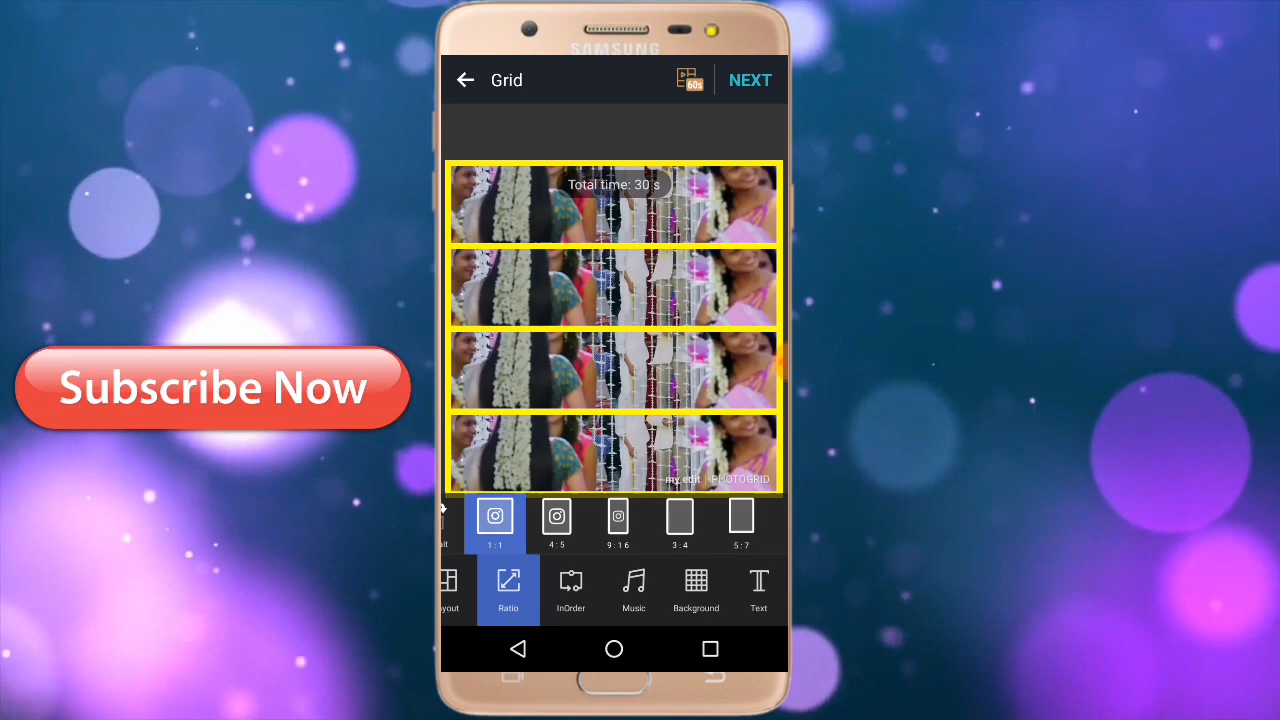 SAMSUNG
Grid
60s
NEXT
Total time: 30 s
Subscribe Now
my edit | PHOTOGRID
1:1
4:5
9:16
3:4
5:7
Ratio
InOrder
Music
Background
Text